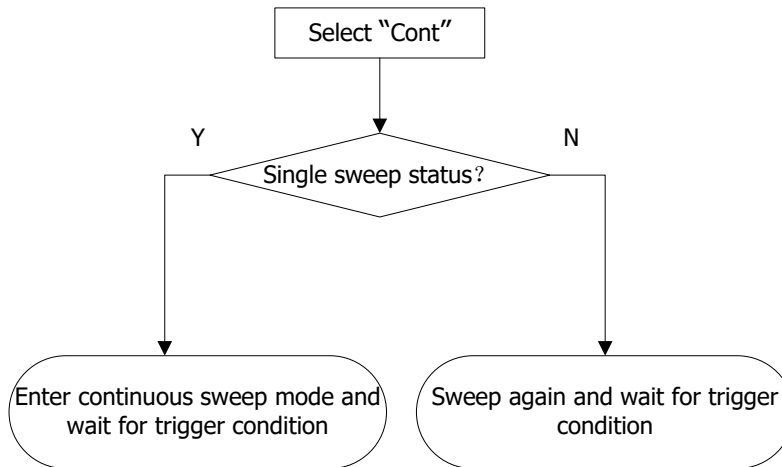 Select “Cont”
Y
N
Single sweep status？
Enter continuous sweep mode and
wait for trigger condition
Sweep again and wait for trigger
condition